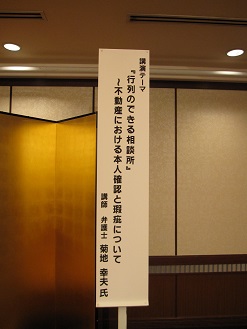 講演テーマ
『行列のできる相談所』
～不動産における本人確認と瑕疵について
講師 弁護士 菊地 幸夫 氏